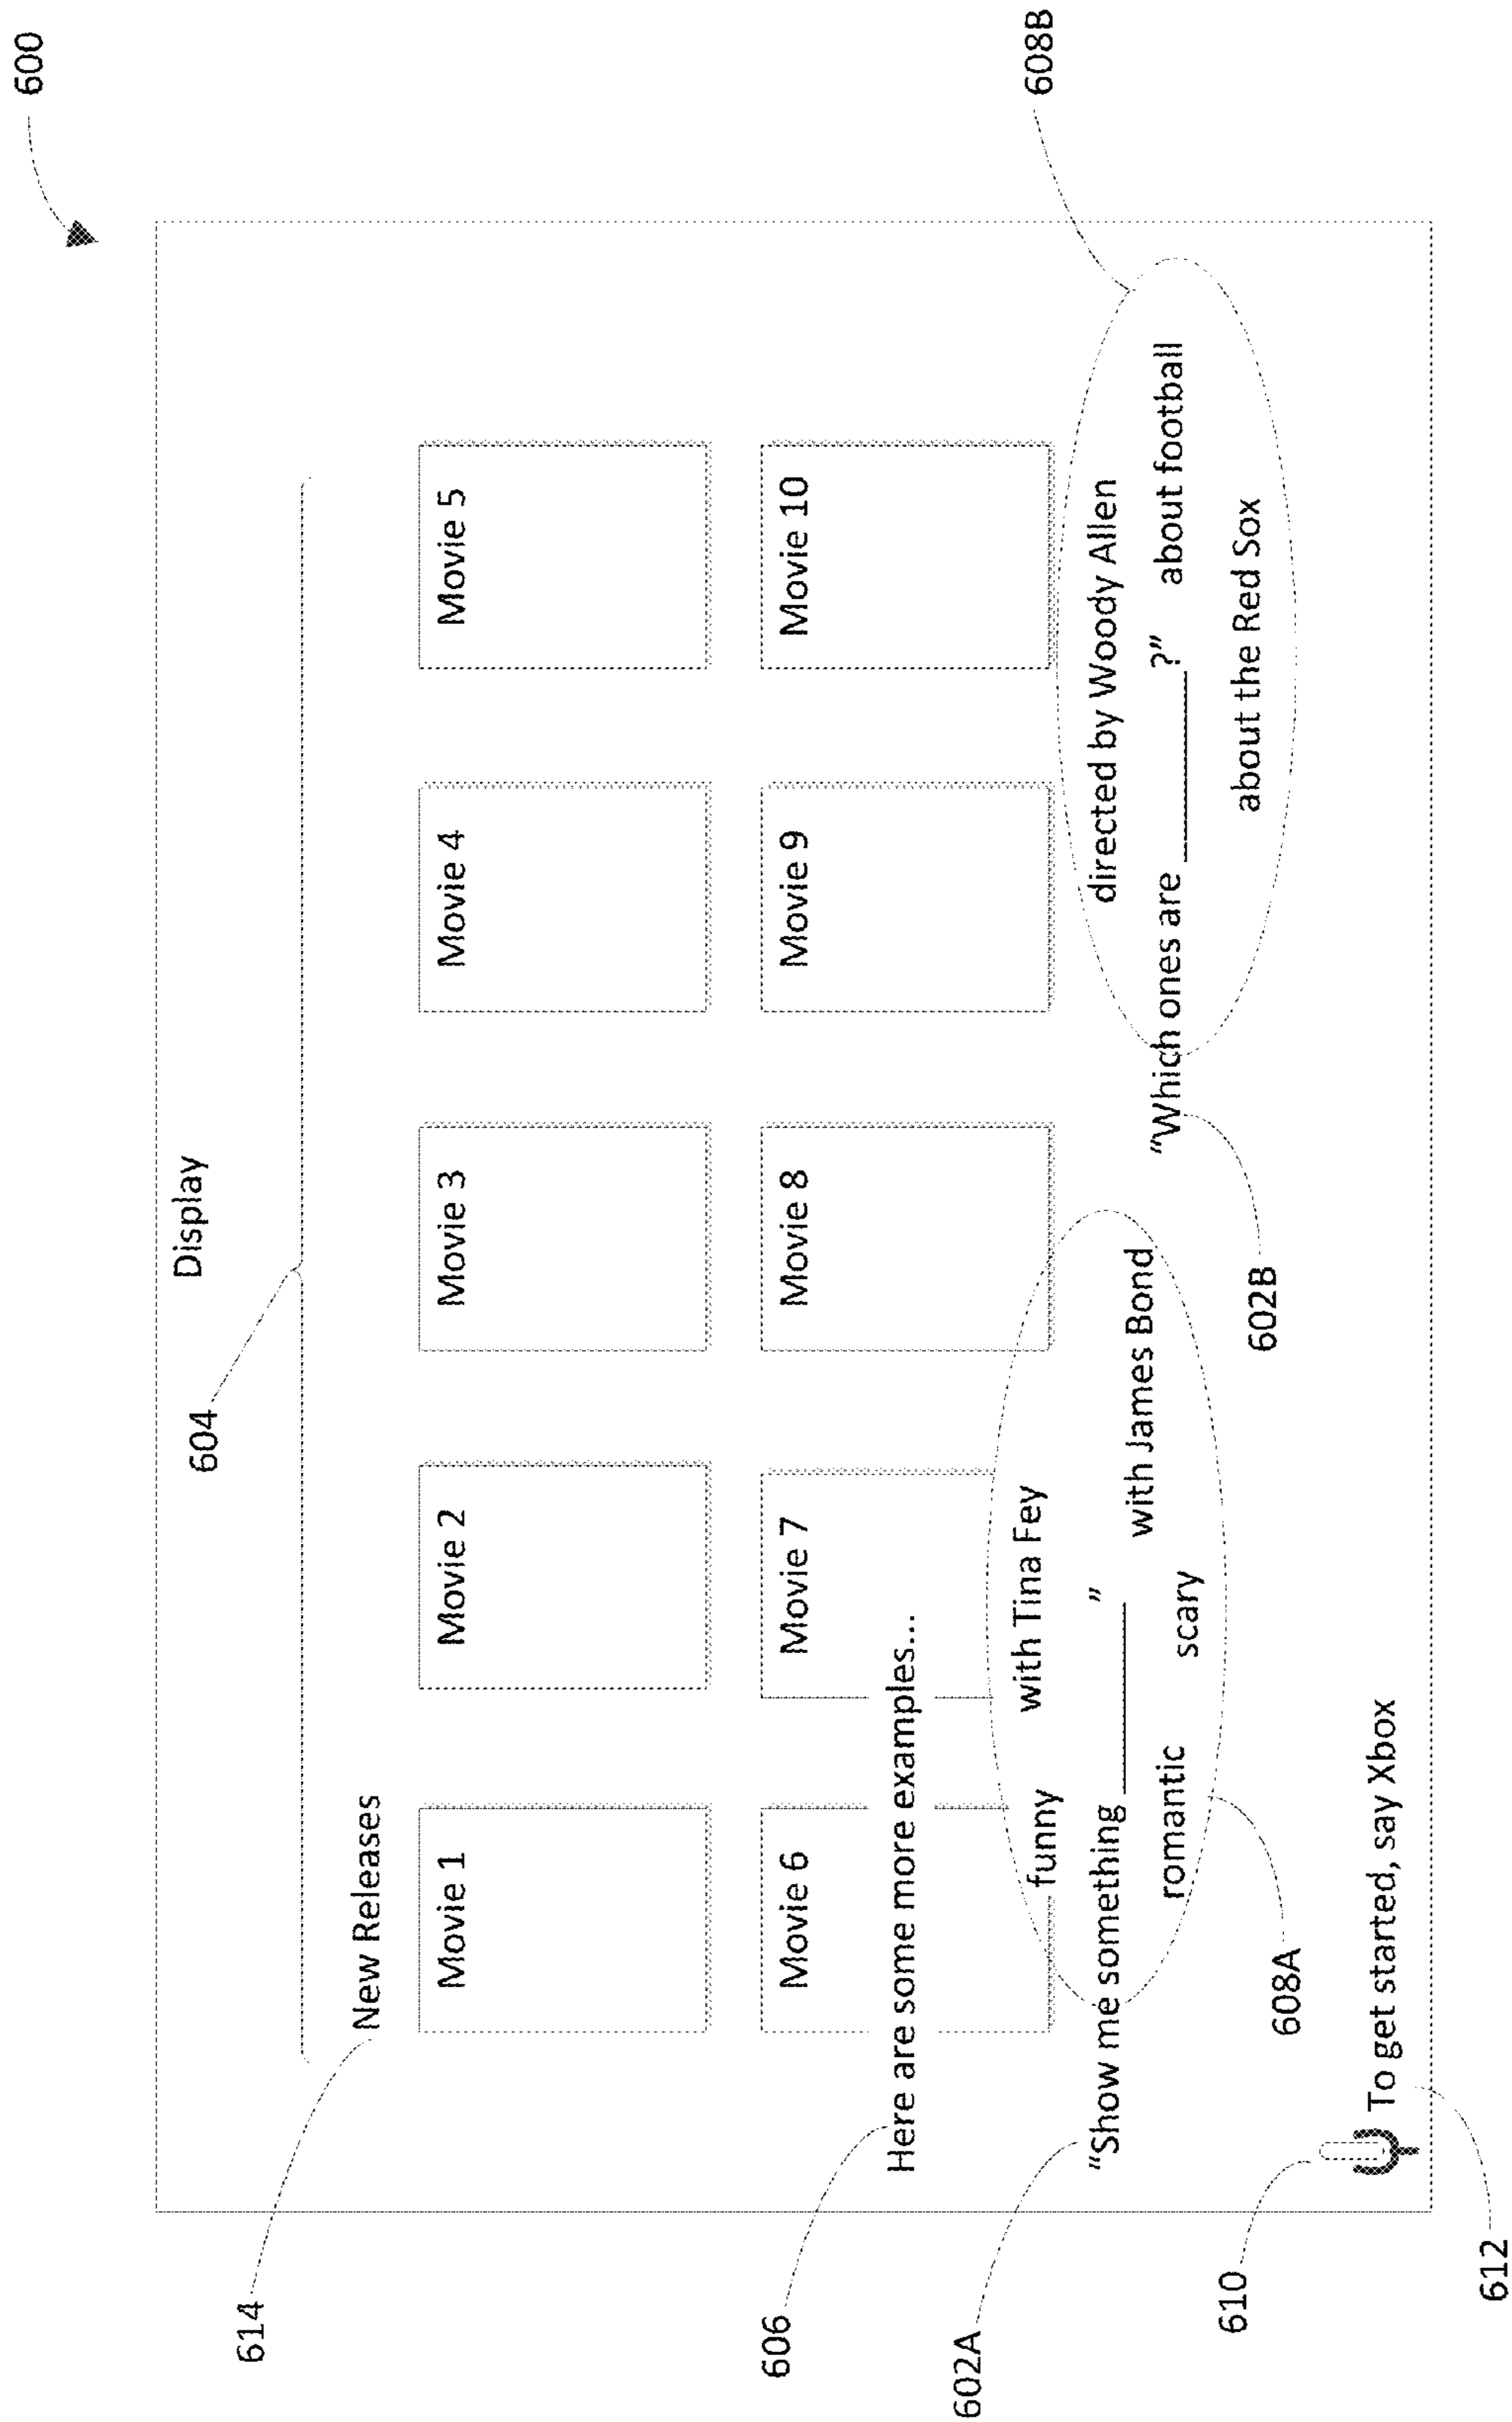 600
Display
604
614
New Releases
Movie 1
Movie 2
Movie 3
Movie 4
Movie 5
Movie 6
Movie 7
Movie 8
Movie 9
Movie 10
606
Here are some more examples...
funny
with Tina Fey
602A
“Show me something ________”
with James Bond
romantic
scary
608A
608B
directed by Woody Allen
“Which ones are ________?”
about football
about the Red Sox
602B
610
To get started, say Xbox
612